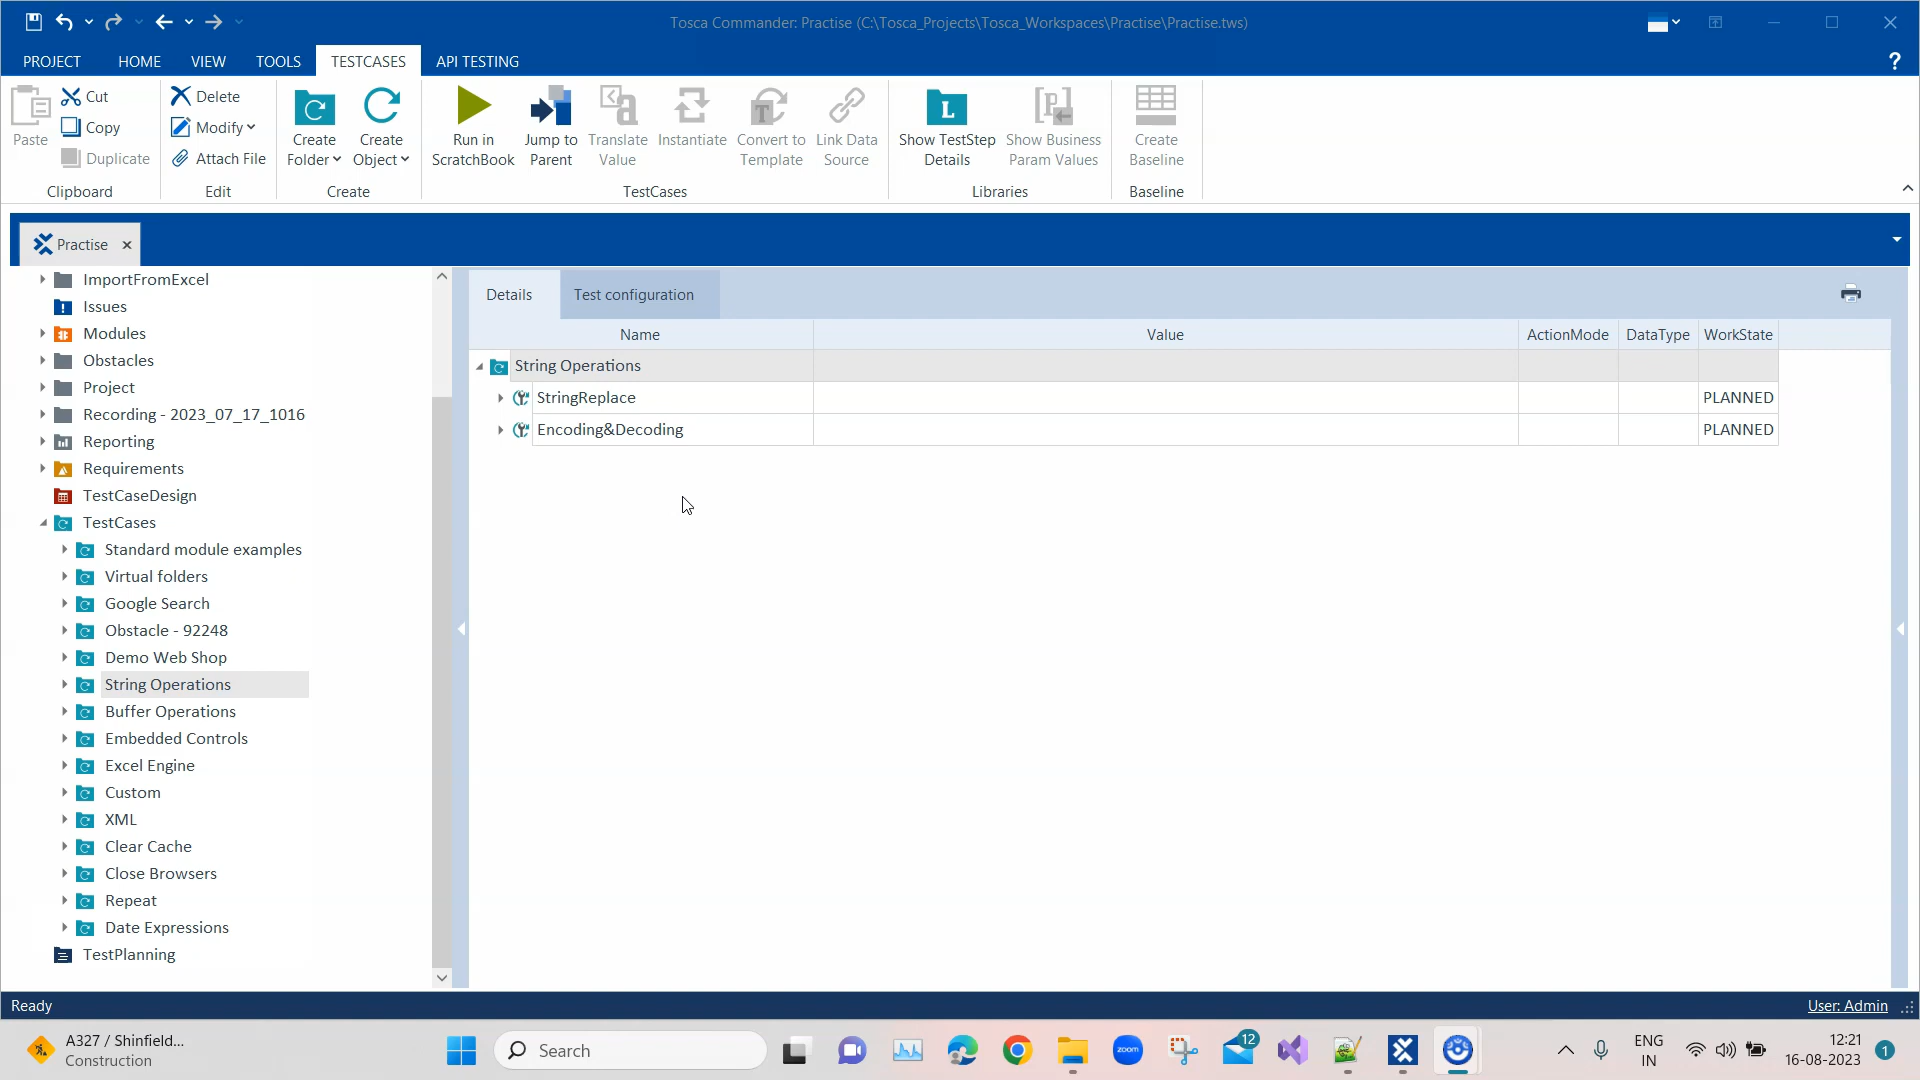 Tosca Commander: Practise (C:\Tosca_Projects\Tosca_Workspaces\Practise\Practise.tws)
PROJECT HOME VIEW TOOLS TESTCASES API TESTING ?
Paste
Cut
Copy
Duplicate
Clipboard
Delete
Modify
Attach File
Edit
Create Folder
Create Object
Create
Run in ScratchBook
Jump to Parent
Translate Value
Instantiate
Convert to Template
Link Data Source
TestCases
Show TestStep Details
Show Business Param Values
Libraries
Create Baseline
Baseline
Practise
ImportFromExcel
Issues
Modules
Obstacles
Project
Recording - 2023_07_17_1016
Reporting
Requirements
TestCaseDesign
TestCases
Standard module examples
Virtual folders
Google Search
Obstacle - 92248
Demo Web Shop
String Operations
Buffer Operations
Embedded Controls
Excel Engine
Custom
XML
Clear Cache
Close Browsers
Repeat
Date Expressions
TestPlanning
Details Test configuration
Name Value ActionMode DataType WorkState
String Operations
StringReplace PLANNED
Encoding&Decoding PLANNED
Ready User: Admin
A327 / Shinfield...
Construction
Search
zoom
12
ENG
IN
12:21
16-08-2023
1